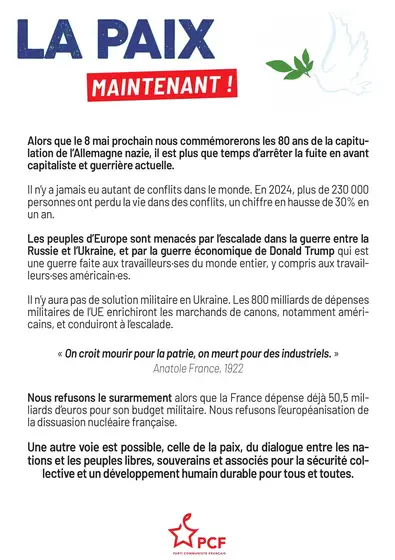 LA PAIX
MAINTENANT !
Alors que le 8 mai prochain nous commémorerons les 80 ans de la capitu-
lation de l'Allemagne nazie, il est plus que temps d'arrêter la fuite en avant
capitaliste et guerrière actuelle.
Il n'y a jamais eu autant de conflits dans le monde. En 2024, plus de 230 000
personnes ont perdu la vie dans des conflits, un chiffre en hausse de 30% en
un an.
Les peuples d'Europe sont menacés par l'escalade dans la guerre entre la
Russie et l'Ukraine, et par la guerre économique de Donald Trump qui est
une guerre faite aux travailleurs·ses du monde entier, y compris aux travail-
leurs·ses américain·es.
Il n'y aura pas de solution militaire en Ukraine. Les 800 milliards de dépenses
militaires de l'UE enrichiront les marchands de canons, notamment améri-
cains, et conduiront à l'escalade.
« On croit mourir pour la patrie, on meurt pour des industriels. »
Anatole France, 1922
Nous refusons le surarmement alors que la France dépense déjà 50,5 mil-
liards d'euros pour son budget militaire. Nous refusons l'européanisation de
la dissuasion nucléaire française.
Une autre voie est possible, celle de la paix, du dialogue entre les na-
tions et les peuples libres, souverains et associés pour la sécurité col-
lective et un développement humain durable pour tous et toutes.
PCF
PARTI COMMUNISTE FRANÇAIS